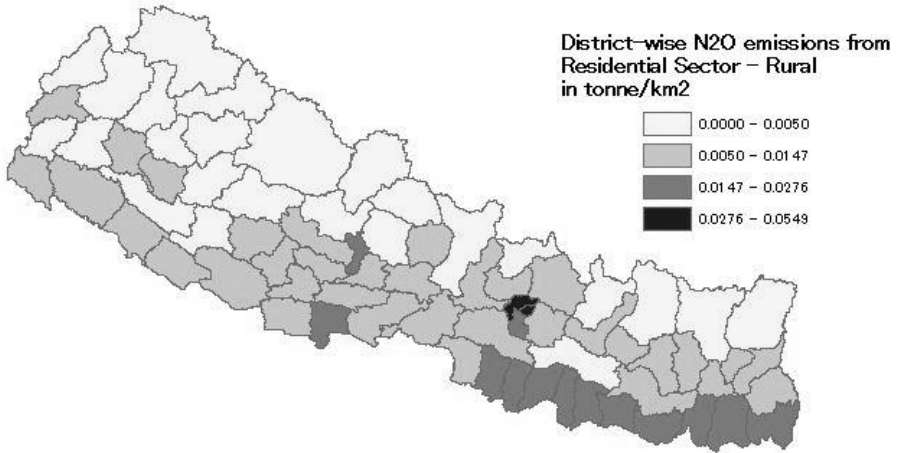 District-wise N2O emissions from
Residential Sector - Rural
in tonne/km2
0.0000 - 0.0050
0.0050 - 0.0147
0.0147 - 0.0276
0.0276 - 0.0549